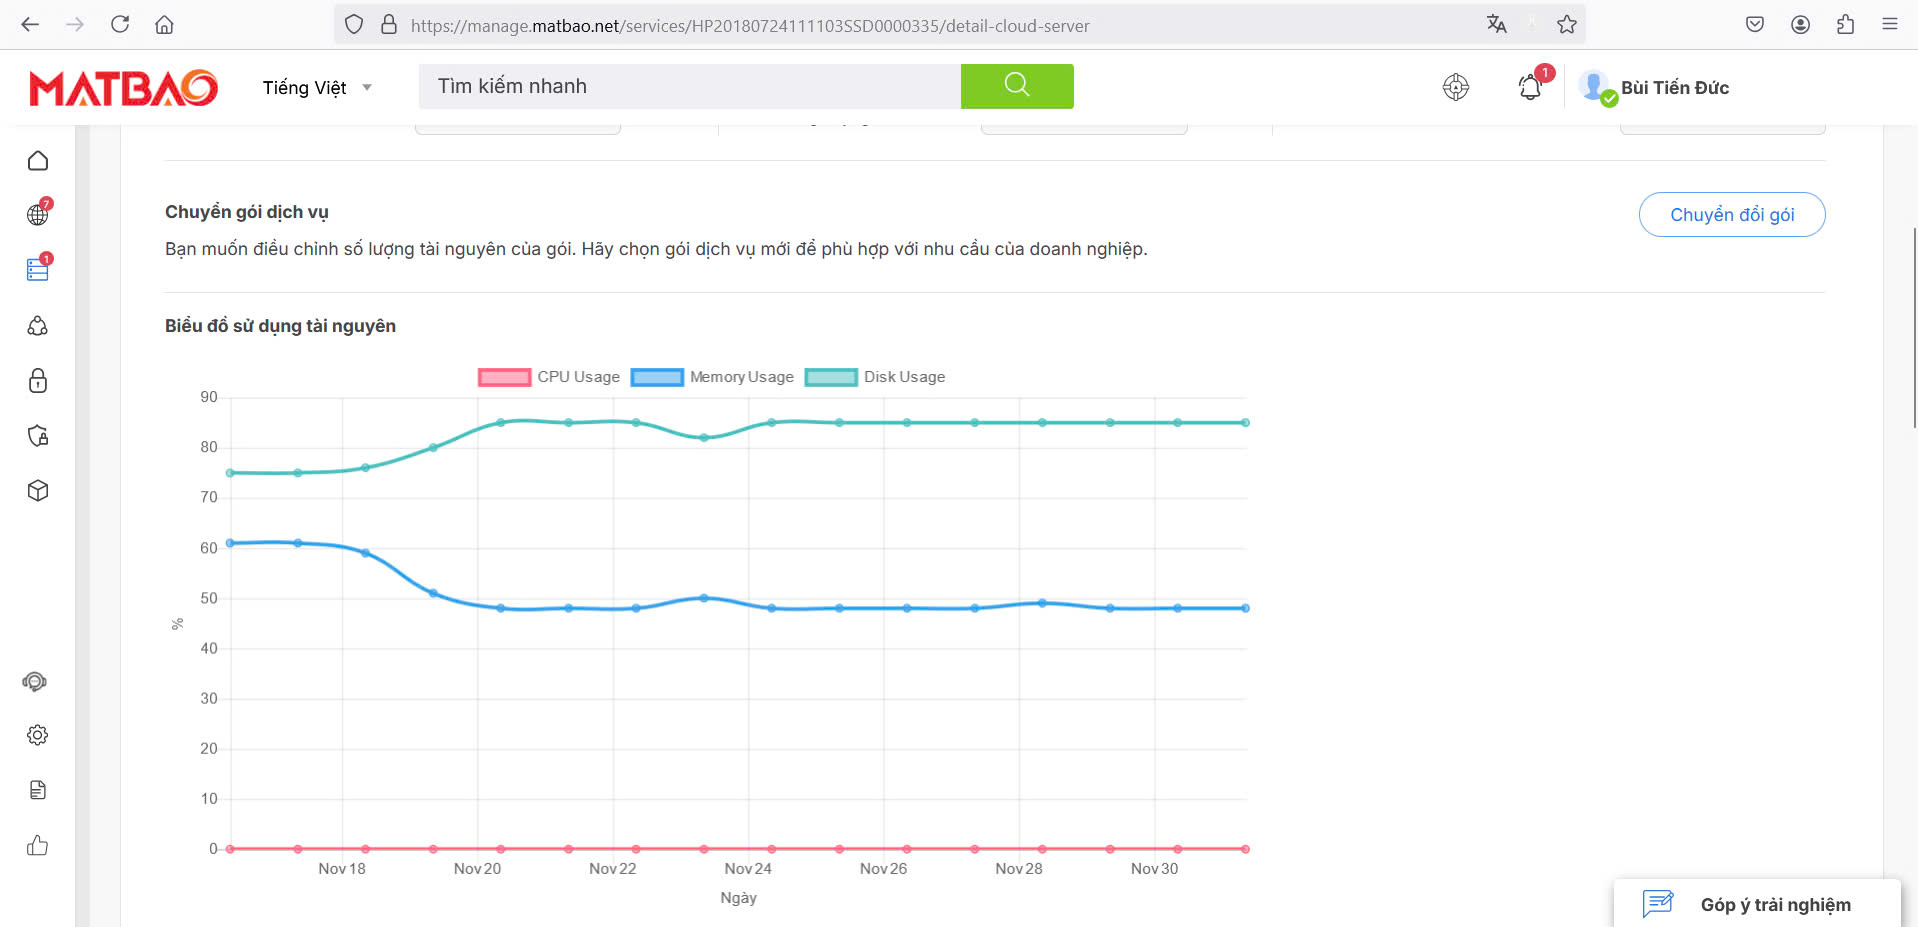 https://manage.matbao.net/services/HP20180724111103SSD0000335/detail-cloud-server
MATBAO
Tiếng Việt
Tìm kiếm nhanh
1
Bùi Tiến Đức
7
1
Chuyển gói dịch vụ
Chuyển đổi gói
Bạn muốn điều chỉnh số lượng tài nguyên của gói. Hãy chọn gói dịch vụ mới để phù hợp với nhu cầu của doanh nghiệp.
Biểu đồ sử dụng tài nguyên
CPU Usage Memory Usage Disk Usage
90
80
70
60
50
%
40
30
20
10
0
Nov 18 Nov 20 Nov 22 Nov 24 Nov 26 Nov 28 Nov 30
Ngày
Góp ý trải nghiệm